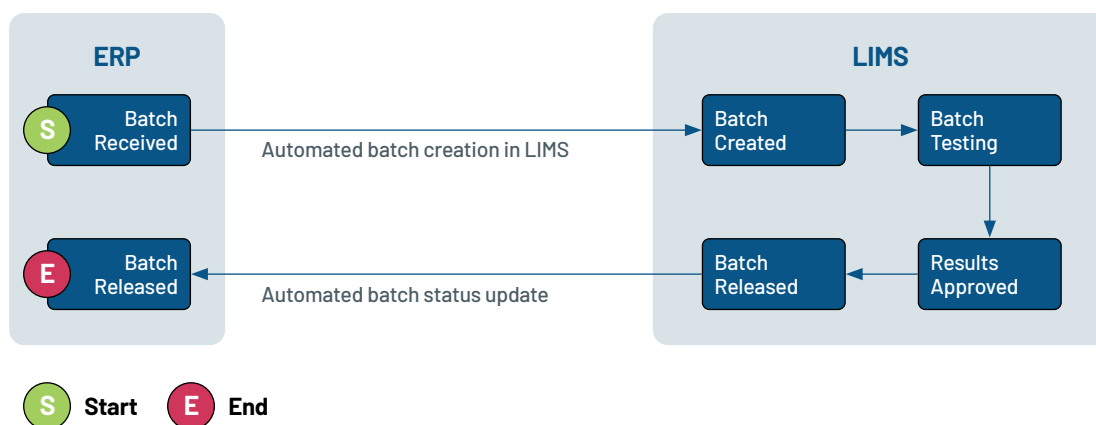 ERP
LIMS
S
Batch
Received
Automated batch creation in LIMS
Batch
Created
Batch
Testing
E
Batch
Released
Automated batch status update
Batch
Released
Results
Approved
S Start
E End